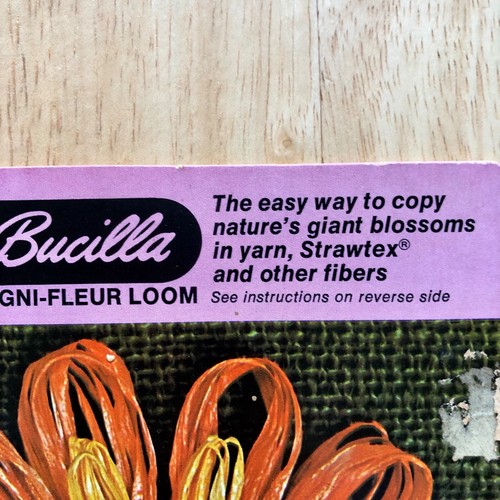 Bucilla
GNI-FLEUR LOOM
The easy way to copy
nature's giant blossoms
in yarn, Strawtex®
and other fibers
See instructions on reverse side